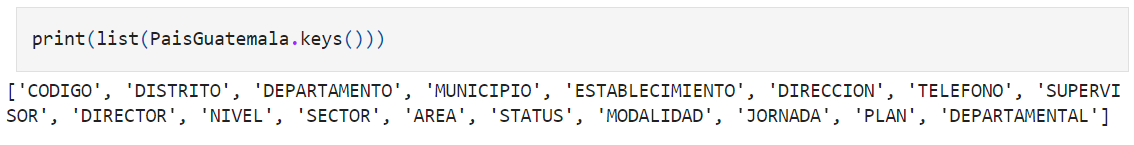 print(list(PaisGuatemala.keys()))
['CODIGO', 'DISTRITO', 'DEPARTAMENTO', 'MUNICIPIO', 'ESTABLECIMIENTO', 'DIRECCION', 'TELEFONO', 'SUPERVI
SOR', 'DIRECTOR', 'NIVEL', 'SECTOR', 'AREA', 'STATUS', 'MODALIDAD', 'JORNADA', 'PLAN', 'DEPARTAMENTAL']